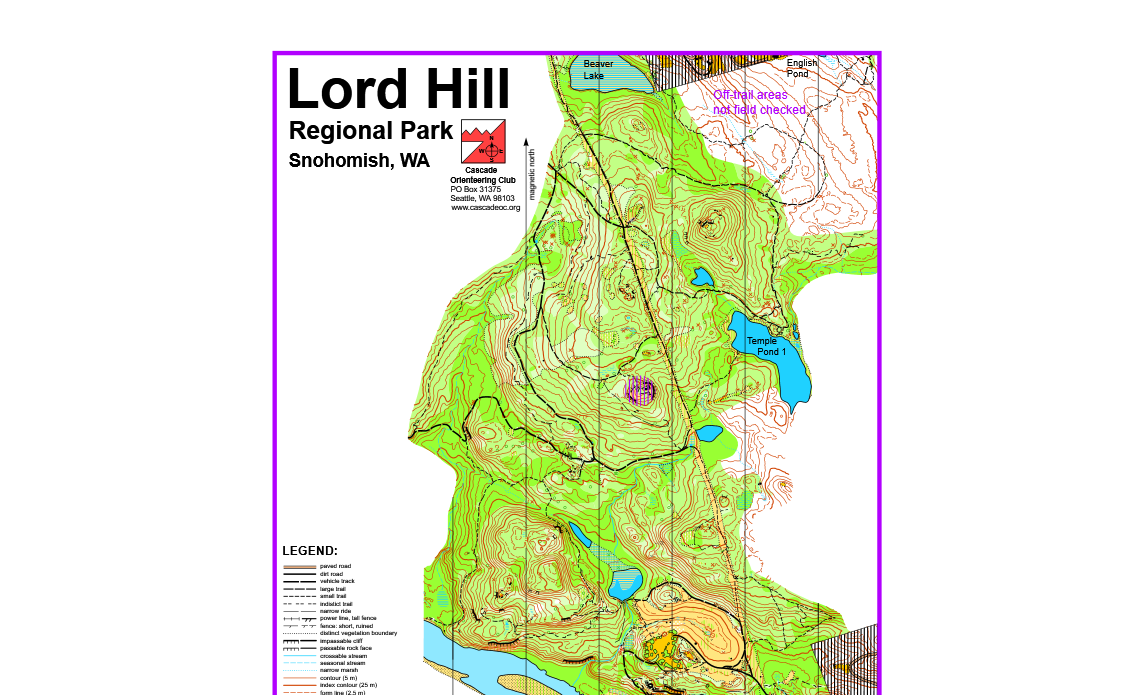 Lord Hill
Regional Park
Snohomish, WA
N
W E
S
Cascade
Orienteering Club
PO Box 31375
Seattle, WA 98103
www.cascadeoc.org
magnetic north
Beaver
Lake
English
Pond
Off-trail areas
not field checked
Temple
Pond 1
LEGEND:
paved road
dirt road
vehicle track
large trail
small trail
indistict trail
narrow ride
power line, tall fence
fence: short, ruined
distinct vegetation boundary
impassable cliff
passable rock face
crossable stream
seasonal stream
narrow marsh
contour (5 m)
index contour (25 m)
form line (2.5 m)